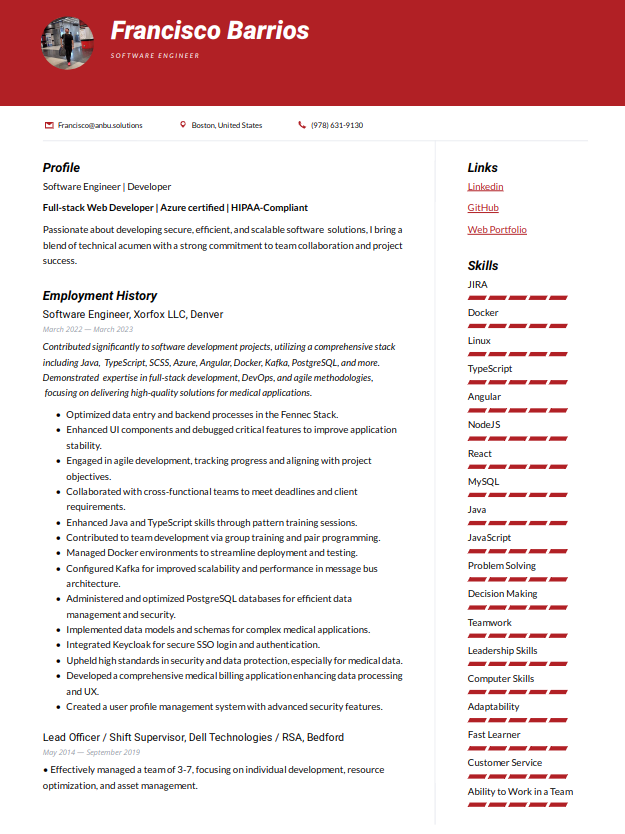 Francisco Barrios
SOFTWARE ENGINEER
Francisco@anbu.solutions
Boston, United States
(978) 631-9130
Profile
Software Engineer | Developer
Full-stack Web Developer | Azure certified | HIPAA-Compliant
Passionate about developing secure, efficient, and scalable software solutions, I bring a
blend of technical acumen with a strong commitment to team collaboration and project
success.
Employment History
Software Engineer, Xorfox LLC, Denver
March 2022 — March 2023
Contributed significantly to software development projects, utilizing a comprehensive stack
including Java, TypeScript, SCSS, Azure, Angular, Docker, Kafka, PostgreSQL, and more.
Demonstrated expertise in full-stack development, DevOps, and agile methodologies,
focusing on delivering high-quality solutions for medical applications.
• Optimized data entry and backend processes in the Fennec Stack.
• Enhanced UI components and debugged critical features to improve application
stability.
• Engaged in agile development, tracking progress and aligning with project
objectives.
• Collaborated with cross-functional teams to meet deadlines and client
requirements.
• Enhanced Java and TypeScript skills through pattern training sessions.
• Contributed to team development via group training and pair programming.
• Managed Docker environments to streamline deployment and testing.
• Configured Kafka for improved scalability and performance in message bus
architecture.
• Administered and optimized PostgreSQL databases for efficient data
management and security.
• Implemented data models and schemas for complex medical applications.
• Integrated Keycloak for secure SSO login and authentication.
• Upheld high standards in security and data protection, especially for medical data.
• Developed a comprehensive medical billing application enhancing data processing
and UX.
• Created a user profile management system with advanced security features.
Lead Officer / Shift Supervisor, Dell Technologies / RSA, Bedford
May 2014 — September 2019
• Effectively managed a team of 3-7, focusing on individual development, resource
optimization, and asset management.
Links
Linkedin
GitHub
Web Portfolio
Skills
JIRA
Docker
Linux
TypeScript
Angular
NodeJS
React
MySQL
Java
JavaScript
Problem Solving
Decision Making
Teamwork
Leadership Skills
Computer Skills
Adaptability
Fast Learner
Customer Service
Ability to Work in a Team